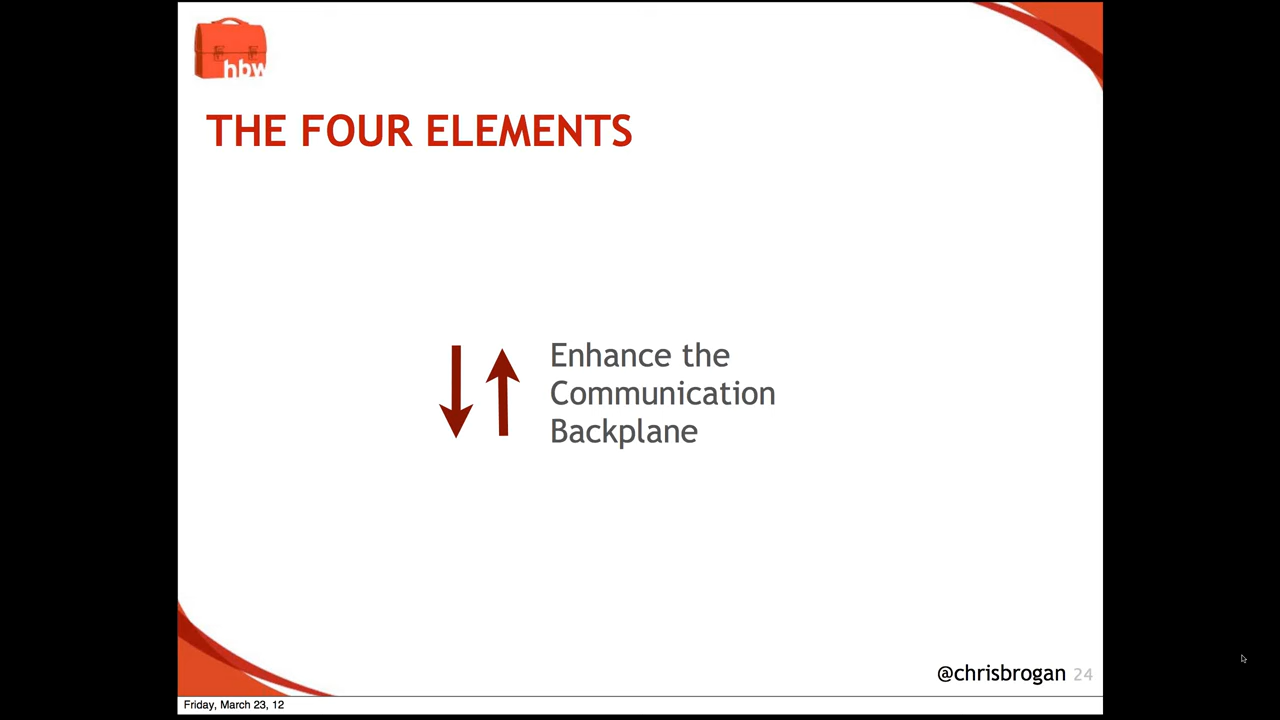 hbw
THE FOUR ELEMENTS
Enhance the
Communication
Backplane
@chrisbrogan 24
Friday, March 23, 12